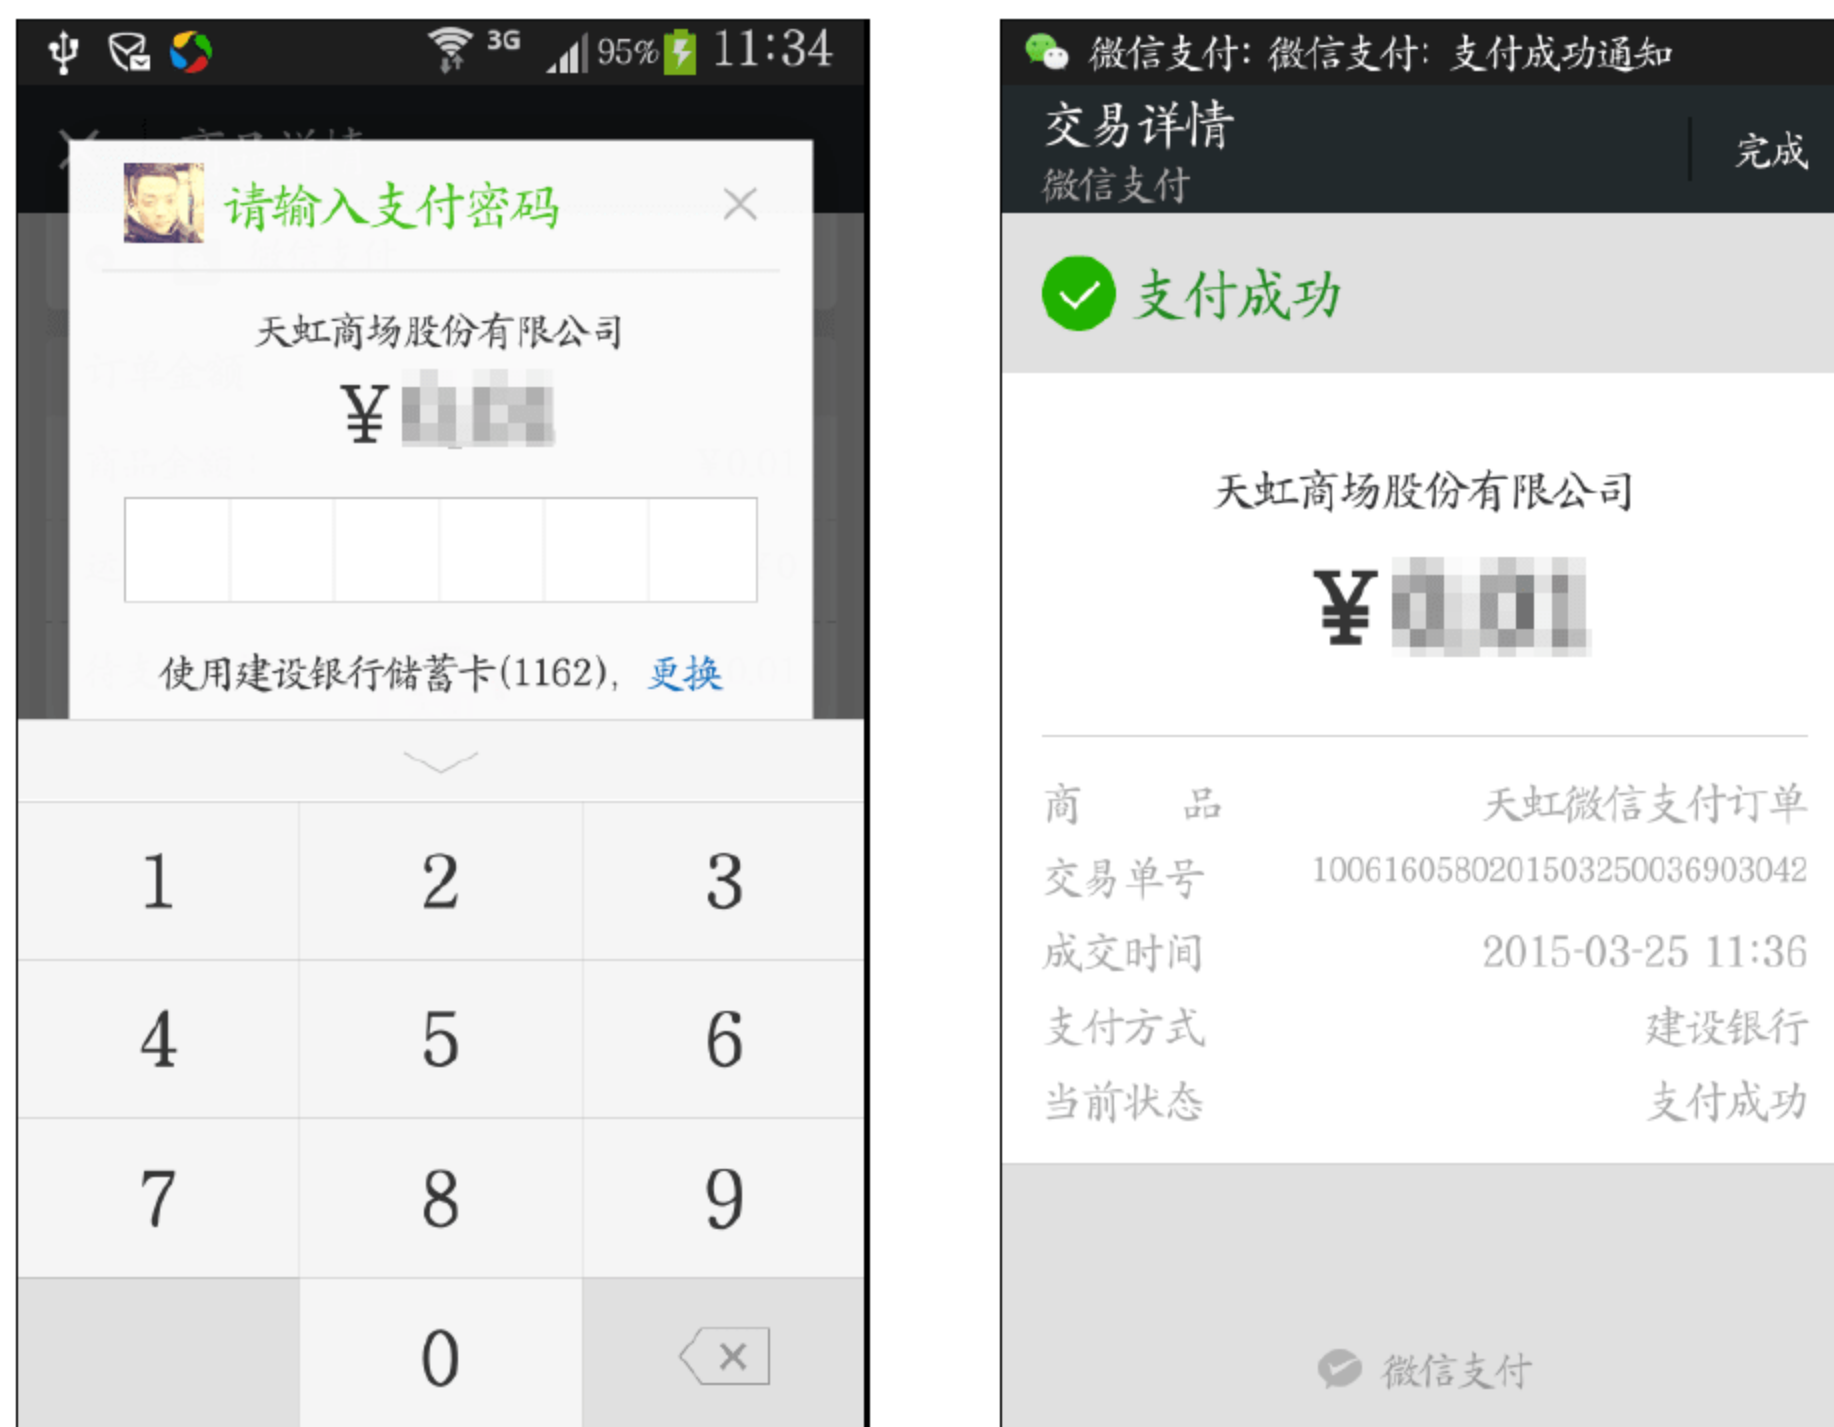 3G 95% 11:34
商品详情
请输入支付密码
天虹商场股份有限公司
¥
使用建设银行储蓄卡(1162)，更换
1 2 3
4 5 6
7 8 9
0
微信支付：微信支付：支付成功通知
交易详情
微信支付
完成
支付成功
天虹商场股份有限公司
¥
商品 天虹微信支付订单
交易单号 1006160580201503250036903042
成交时间 2015-03-25 11:36
支付方式 建设银行
当前状态 支付成功
微信支付